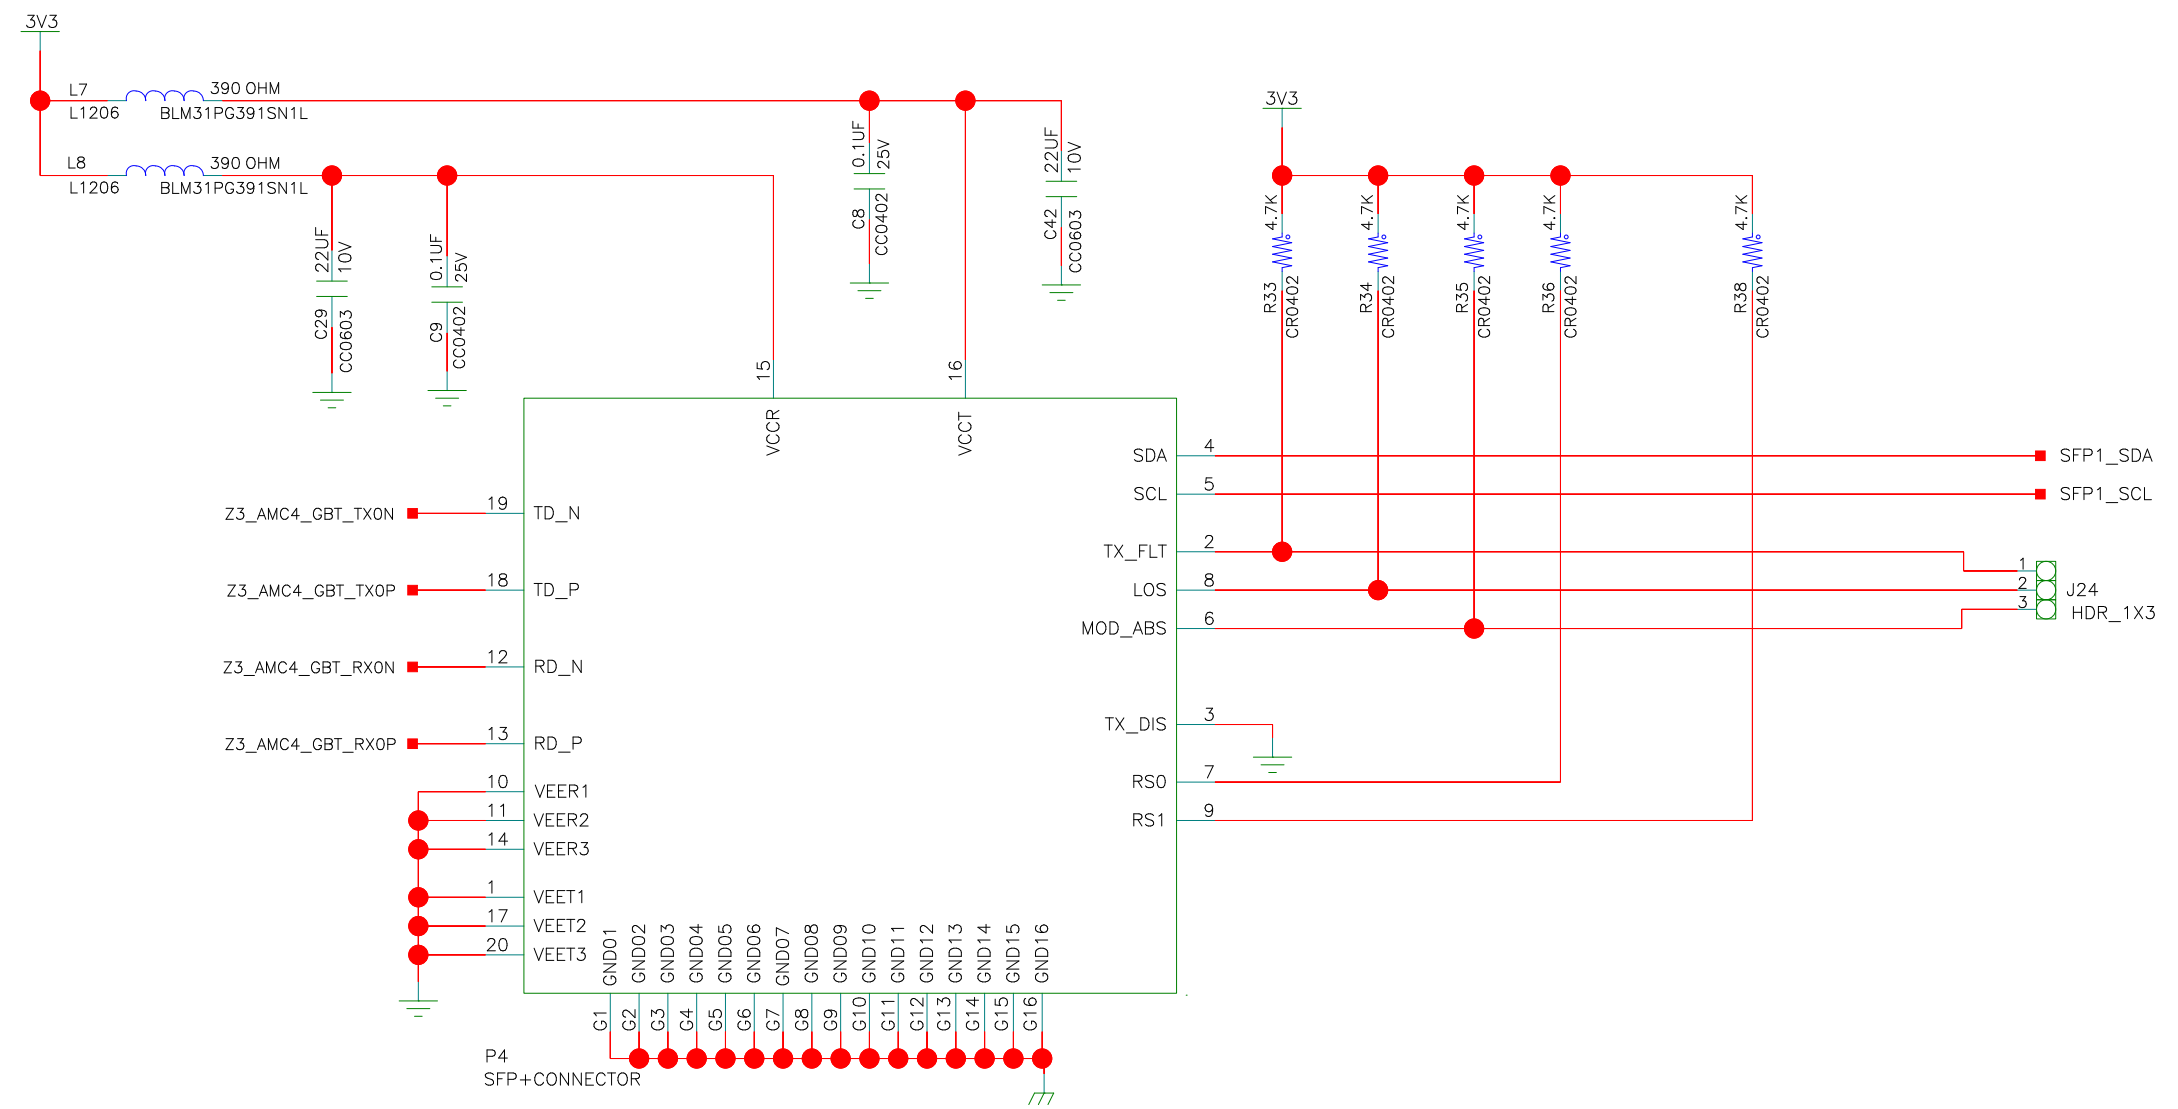 3V3
L7
390 OHM
L1206
BLM31PG391SN1L
L8
390 OHM
L1206
BLM31PG391SN1L
22UF
10V
C29
CC0603
0.1UF
25V
C9
CC0402
0.1UF
25V
C8
CC0402
22UF
10V
C42
CC0603
3V3
4.7K
R33
CR0402
4.7K
R34
CR0402
4.7K
R35
CR0402
4.7K
R36
CR0402
4.7K
R38
CR0402
15
VCCR
16
VCCT
Z3_AMC4_GBT_TX0N
19
TD_N
Z3_AMC4_GBT_TX0P
18
TD_P
Z3_AMC4_GBT_RX0N
12
RD_N
Z3_AMC4_GBT_RX0P
13
RD_P
10
VEER1
11
VEER2
14
VEER3
1
VEET1
17
VEET2
20
VEET3
SDA
4
SFP1_SDA
SCL
5
SFP1_SCL
TX_FLT
2
LOS
8
MOD_ABS
6
1
2
3
J24
HDR_1X3
TX_DIS
3
RS0
7
RS1
9
GND01
GND02
GND03
GND04
GND05
GND06
GND07
GND08
GND09
GND10
GND11
GND12
GND13
GND14
GND15
GND16
G1
G2
G3
G4
G5
G6
G7
G8
G9
G10
G11
G12
G13
G14
G15
G16
P4
SFP+CONNECTOR